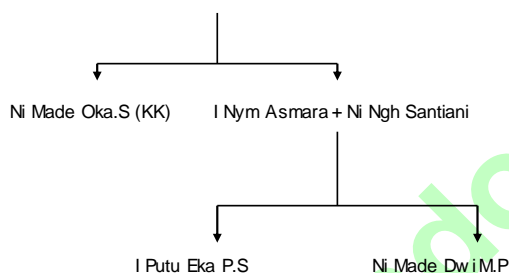 Ni Made Oka.S (KK) I Nym Asmara + Ni Ngh Santiani
I Putu Eka P.S Ni Made Dwi M.P